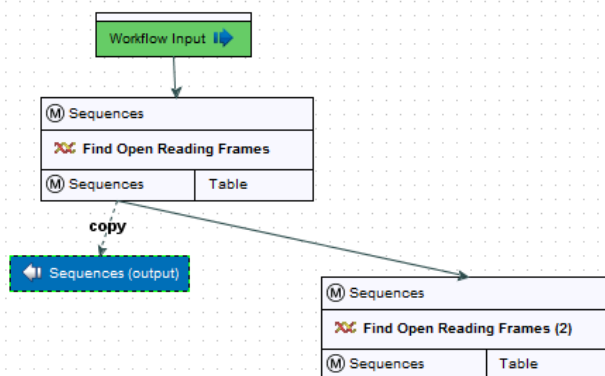 Workflow Input
M Sequences
Find Open Reading Frames
M Sequences Table
copy
Sequences (output)
M Sequences
Find Open Reading Frames (2)
M Sequences Table